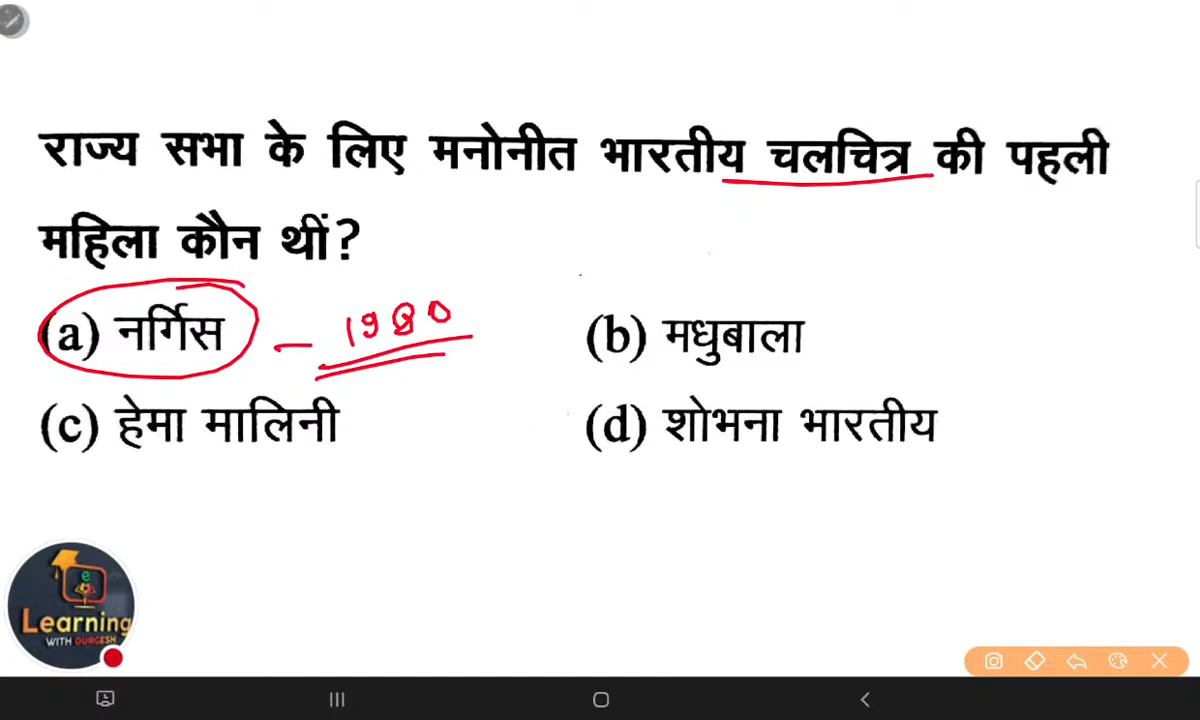 राज्य सभा के लिए मनोनीत भारतीय चलचित्र की पहली
महिला कौन थीं?
(a) नर्गिस – 1980
(b) मधुबाला
(c) हेमा मालिनी
(d) शोभना भारतीय
e
Learning
WITH DURGESH